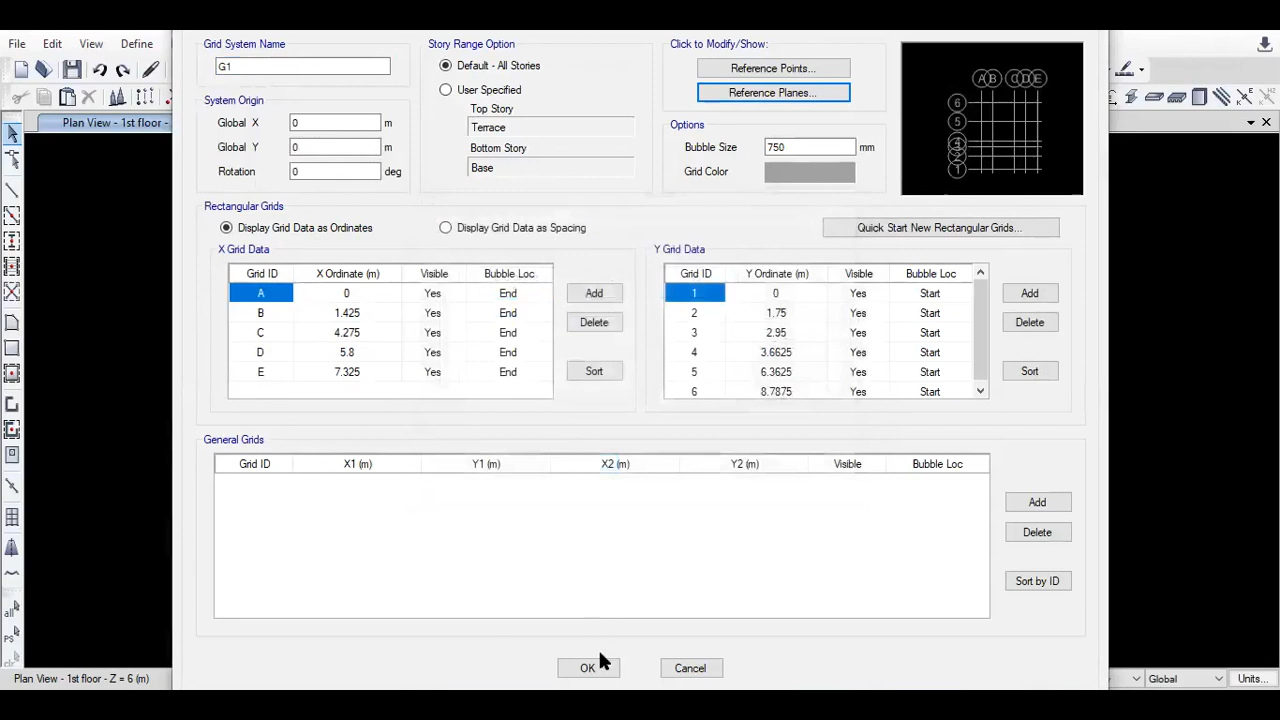 File Edit View Define
Grid System Name
G1
System Origin
Global X 0 m
Global Y 0 m
Rotation 0 deg
Story Range Option
Default - All Stories
User Specified
Top Story
Terrace
Bottom Story
Base
Click to Modify/Show:
Reference Points...
Reference Planes...
Options
Bubble Size 750 mm
Grid Color
A B C D E
6
5
2
1
Plan View - 1st floor -
Rectangular Grids
Display Grid Data as Ordinates Display Grid Data as Spacing Quick Start New Rectangular Grids...
X Grid Data
Grid ID X Ordinate (m) Visible Bubble Loc
A 0 Yes End
B 1.425 Yes End
C 4.275 Yes End
D 5.8 Yes End
E 7.325 Yes End
Add
Delete
Sort
Y Grid Data
Grid ID Y Ordinate (m) Visible Bubble Loc
1 0 Yes Start
2 1.75 Yes Start
3 2.95 Yes Start
4 3.6625 Yes Start
5 6.3625 Yes Start
6 8.7875 Yes Start
Add
Delete
Sort
General Grids
Grid ID X1 (m) Y1 (m) X2 (m) Y2 (m) Visible Bubble Loc
Add
Delete
Sort by ID
OK Cancel
all
PS
clr
Plan View - 1st floor - Z = 6 (m) Global Units...